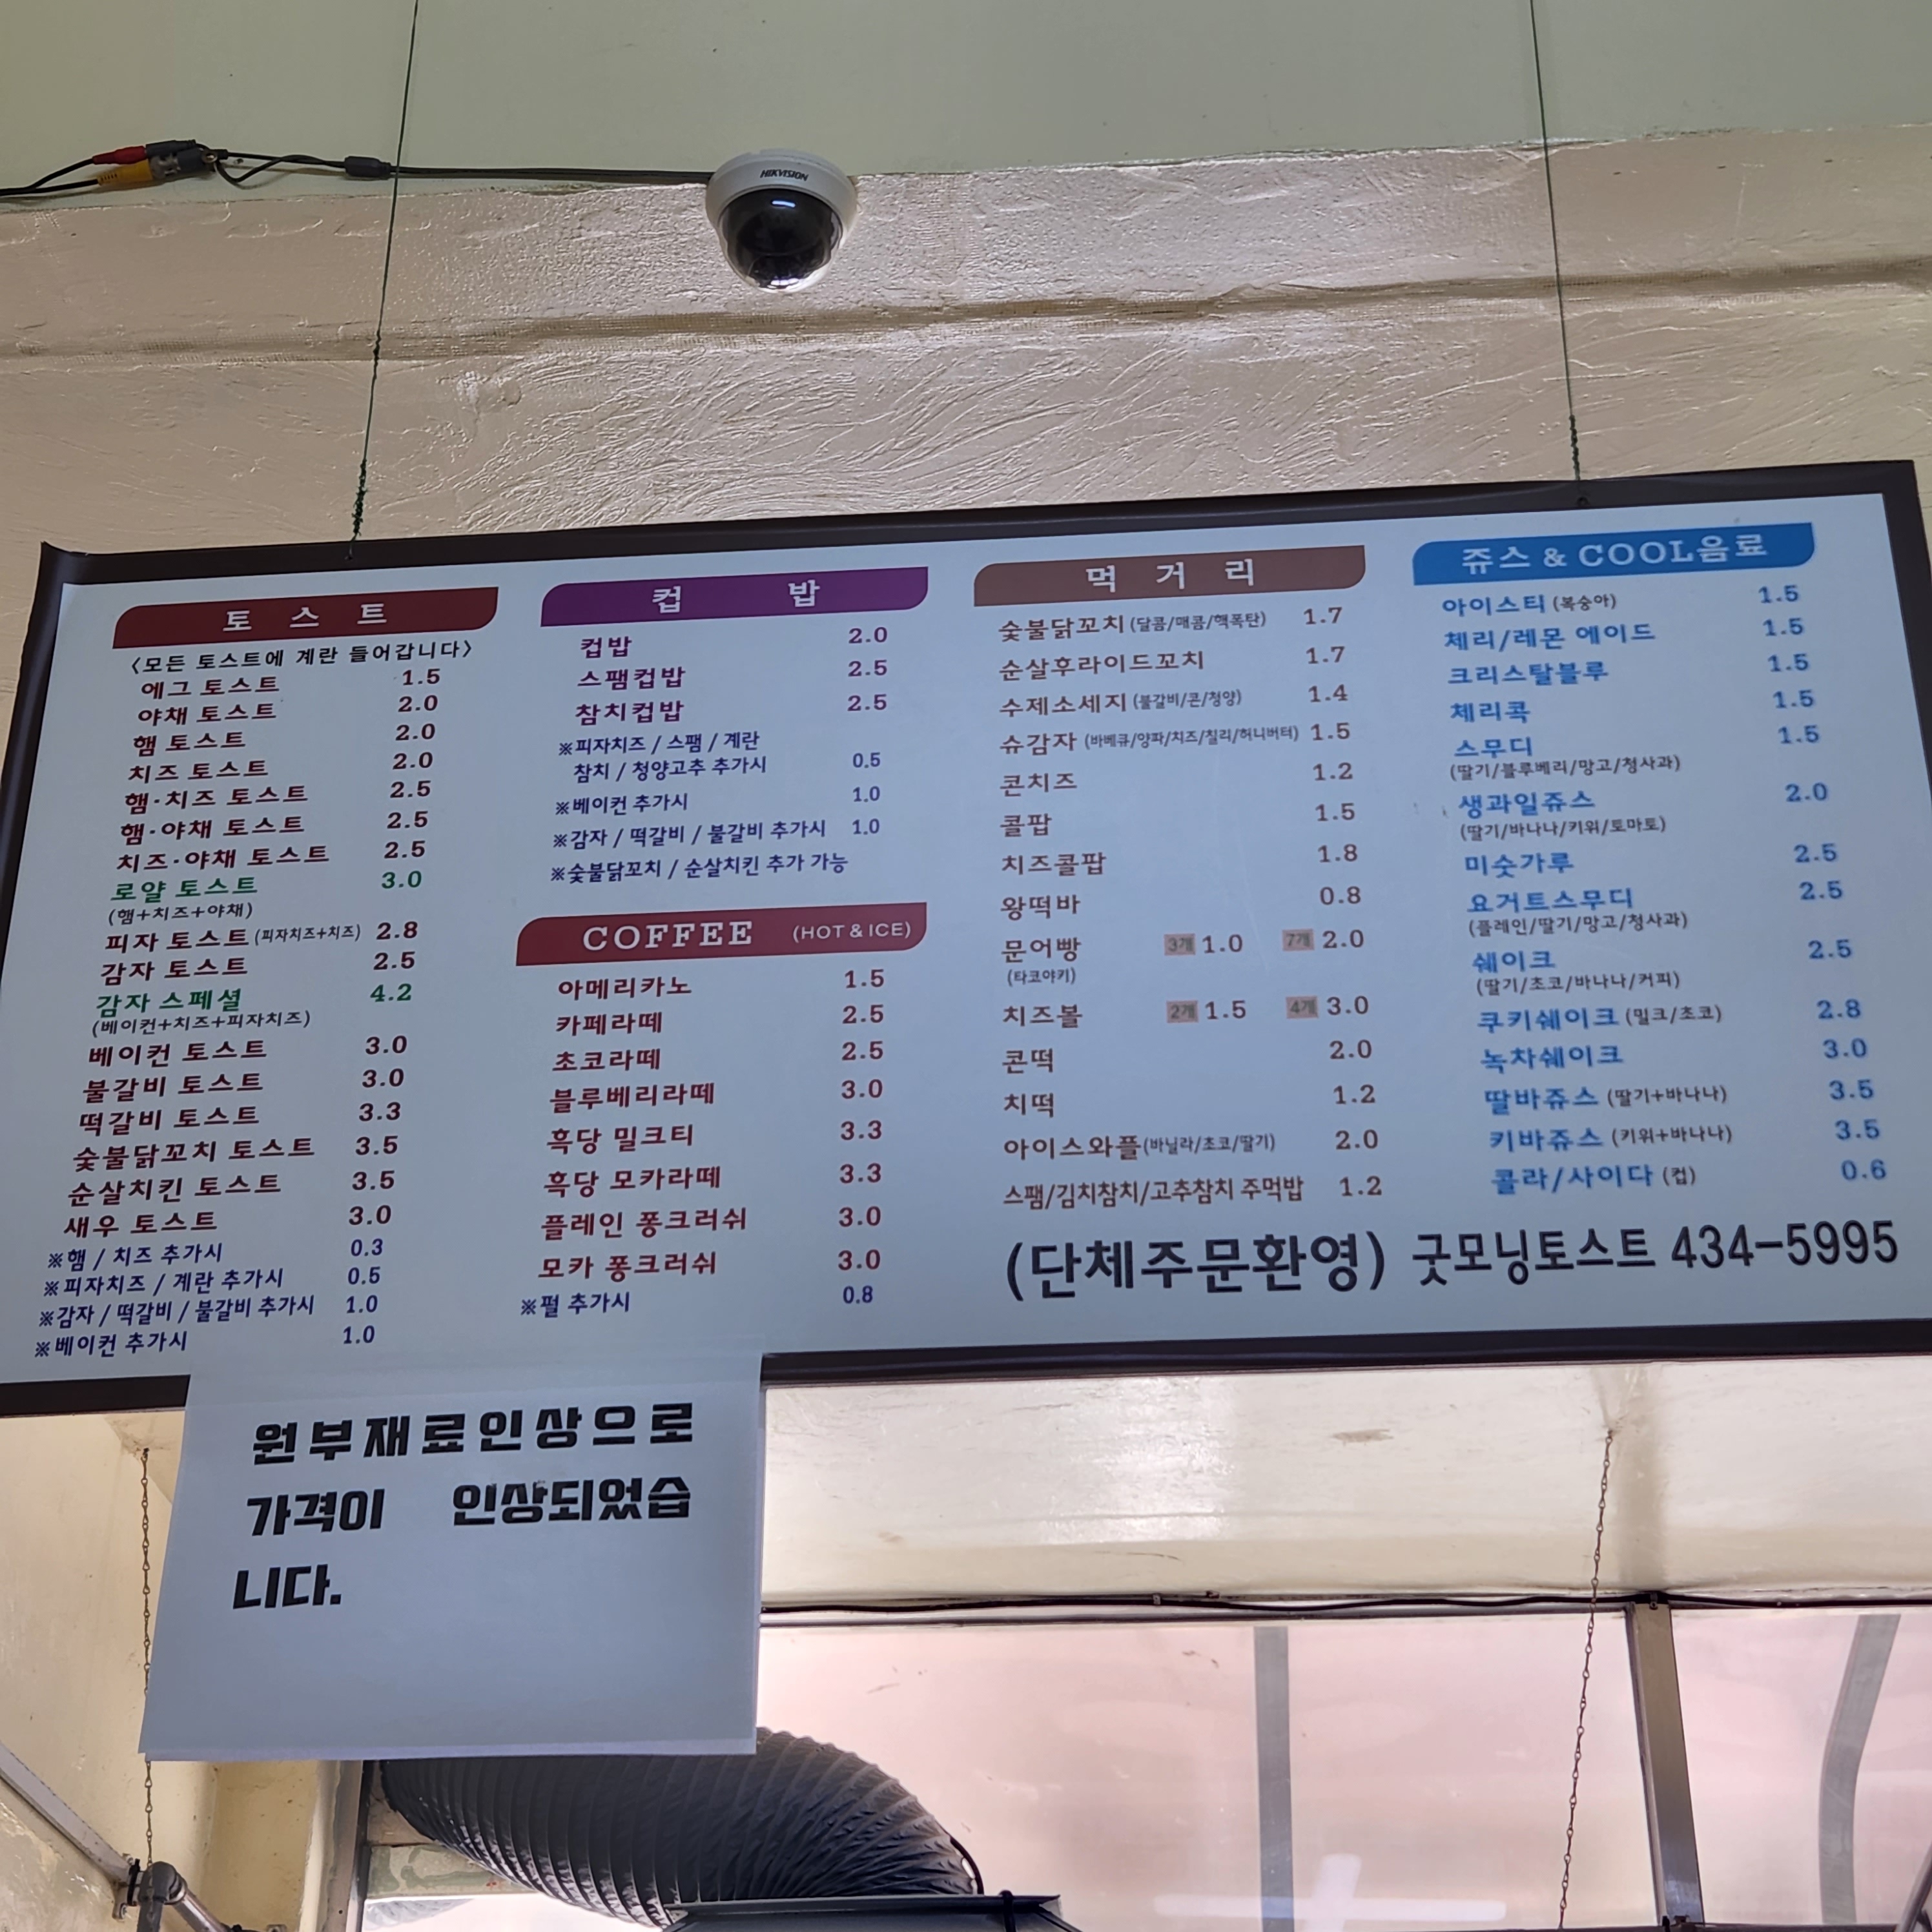 HIKVISION
토 스 트
<모든 토스트에 계란 들어갑니다>
에그 토스트 1.5
야채 토스트 2.0
햄 토스트 2.0
치즈 토스트 2.0
햄·치즈 토스트 2.5
햄·야채 토스트 2.5
치즈·야채 토스트 2.5
로얄 토스트 3.0
(햄+치즈+야채)
피자 토스트 (피자치즈+치즈) 2.8
감자 토스트 2.5
감자 스페셜 4.2
(베이컨+치즈+피자치즈)
베이컨 토스트 3.0
불갈비 토스트 3.0
떡갈비 토스트 3.3
숯불닭꼬치 토스트 3.5
순살치킨 토스트 3.5
새우 토스트 3.0
※햄 / 치즈 추가시 0.3
※피자치즈 / 계란 추가시 0.5
※감자 / 떡갈비 / 불갈비 추가시 1.0
※베이컨 추가시 1.0
컵 밥
컵밥 2.0
스팸컵밥 2.5
참치컵밥 2.5
※피자치즈 / 스팸 / 계란
참치 / 청양고추 추가시 0.5
※베이컨 추가시 1.0
※감자 / 떡갈비 / 불갈비 추가시 1.0
※숯불닭꼬치 / 순살치킨 추가 가능
COFFEE (HOT & ICE)
아메리카노 1.5
카페라떼 2.5
초코라떼 2.5
블루베리라떼 3.0
흑당 밀크티 3.3
흑당 모카라떼 3.3
플레인 퐁크러쉬 3.0
모카 퐁크러쉬 3.0
※펄 추가시 0.8
먹 거 리
숯불닭꼬치 (달콤/매콤/핵폭탄) 1.7
순살후라이드꼬치 1.7
수제소세지 (불갈비/콘/청양) 1.4
슈감자 (바베큐/양파/치즈/칠리/허니버터) 1.5
콘치즈 1.2
콜팝 1.5
치즈콜팝 1.8
왕떡바 0.8
문어빵 3개 1.0 7개 2.0
(타코야키)
치즈볼 2개 1.5 4개 3.0
콘떡 2.0
치떡 1.2
아이스와플(바닐라/초코/딸기) 2.0
스팸/김치참치/고추참치 주먹밥 1.2
쥬스 & COOL음료
아이스티 (복숭아) 1.5
체리/레몬 에이드 1.5
크리스탈블루 1.5
체리콕 1.5
스무디 1.5
(딸기/블루베리/망고/청사과)
생과일쥬스 2.0
(딸기/바나나/키위/토마토)
미숫가루 2.5
요거트스무디 2.5
(플레인/딸기/망고/청사과)
쉐이크 2.5
(딸기/초코/바나나/커피)
쿠키쉐이크 (밀크/초코) 2.8
녹차쉐이크 3.0
딸바쥬스 (딸기+바나나) 3.5
키바쥬스 (키위+바나나) 3.5
콜라/사이다 (컵) 0.6
(단체주문환영) 굿모닝토스트 434-5995
원부재료인상으로
가격이 인상되었습
니다.